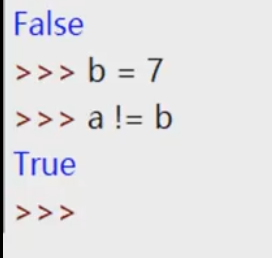 False
>>> b = 7
>>> a != b
True
>>>